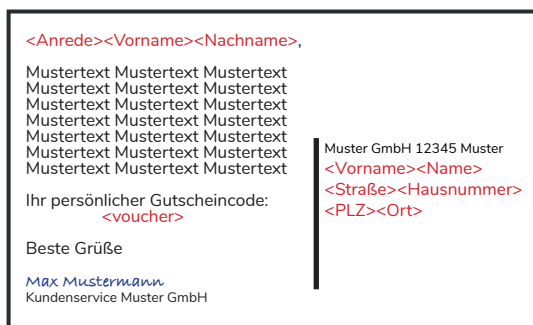 <Anrede><Vorname><Nachname>,
Mustertext Mustertext Mustertext
Mustertext Mustertext Mustertext
Mustertext Mustertext Mustertext
Mustertext Mustertext Mustertext
Mustertext Mustertext Mustertext
Mustertext Mustertext Mustertext
Mustertext Mustertext Mustertext
Ihr persönlicher Gutscheincode:
<voucher>
Beste Grüße
Max Mustermann
Kundenservice Muster GmbH
Muster GmbH 12345 Muster
<Vorname><Name>
<Straße><Hausnummer>
<PLZ><Ort>